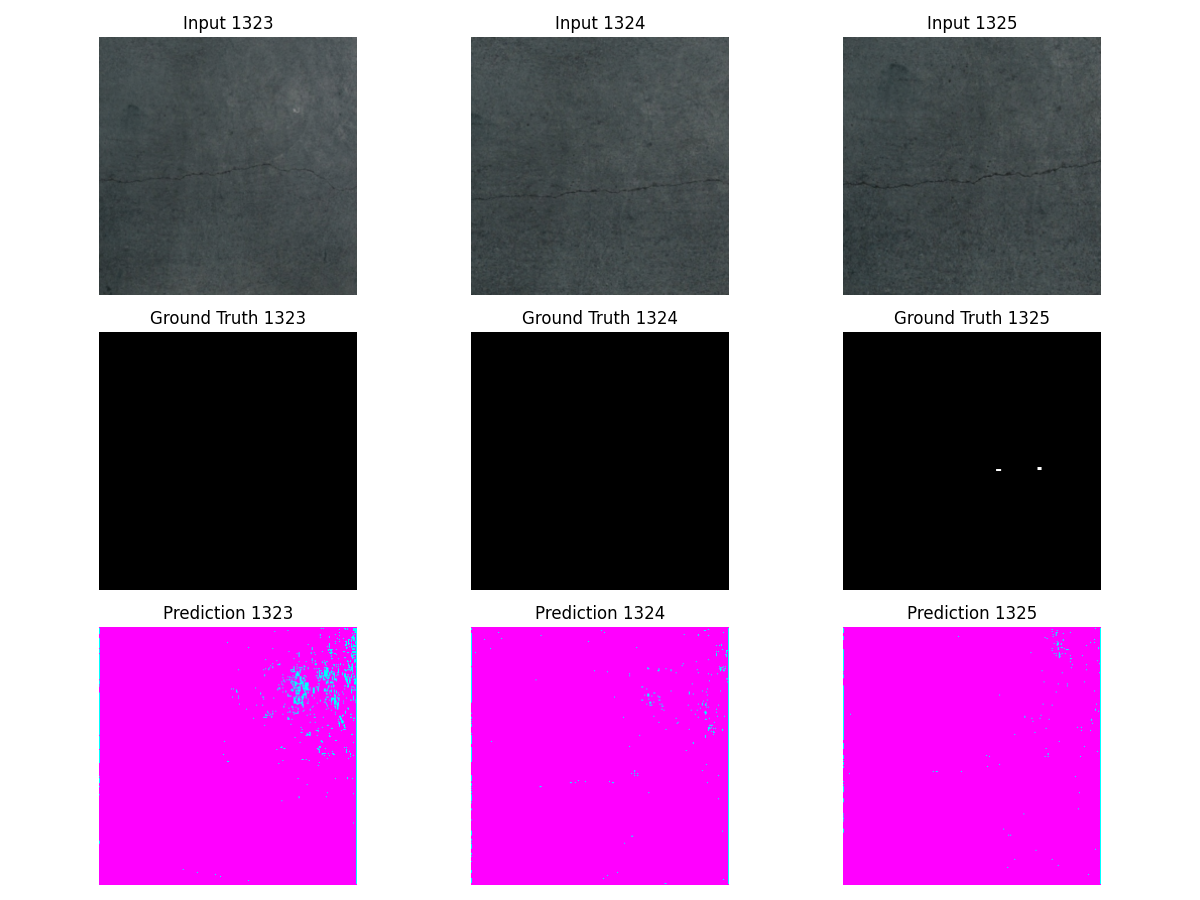 Input 1323
Input 1324
Input 1325
Ground Truth 1323
Ground Truth 1324
Ground Truth 1325
Prediction 1323
Prediction 1324
Prediction 1325